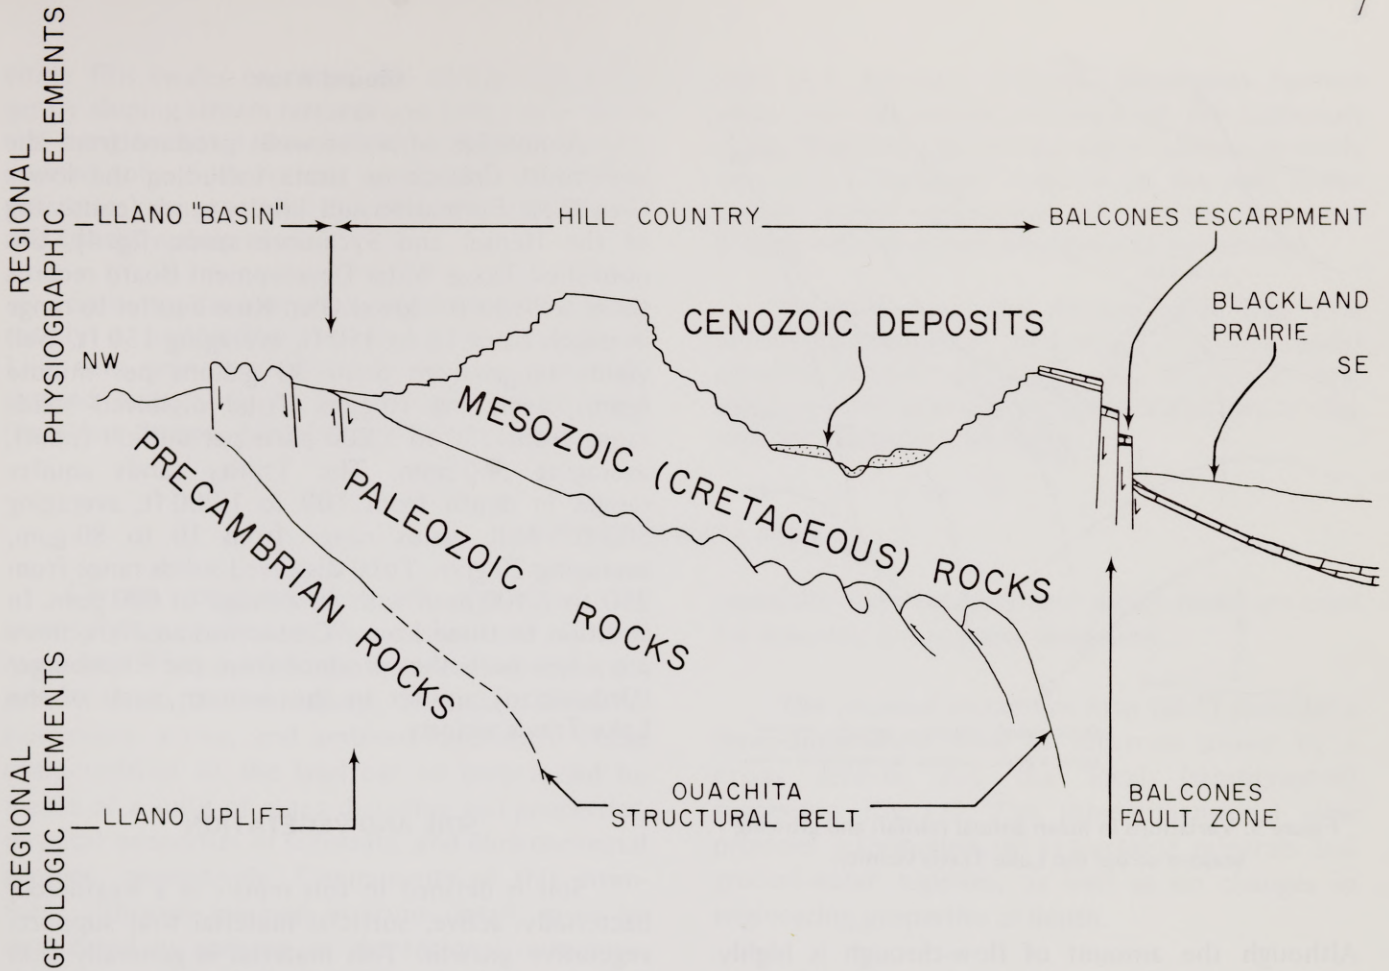 REGIONAL
PHYSIOGRAPHIC ELEMENTS
LLANO "BASIN"
HILL COUNTRY
BALCONES ESCARPMENT
BLACKLAND
PRAIRIE
NW
SE
CENOZOIC DEPOSITS
MESOZOIC (CRETACEOUS) ROCKS
PALEOZOIC ROCKS
PRECAMBRIAN ROCKS
REGIONAL
GEOLOGIC ELEMENTS
LLANO UPLIFT
OUACHITA
STRUCTURAL BELT
BALCONES
FAULT ZONE